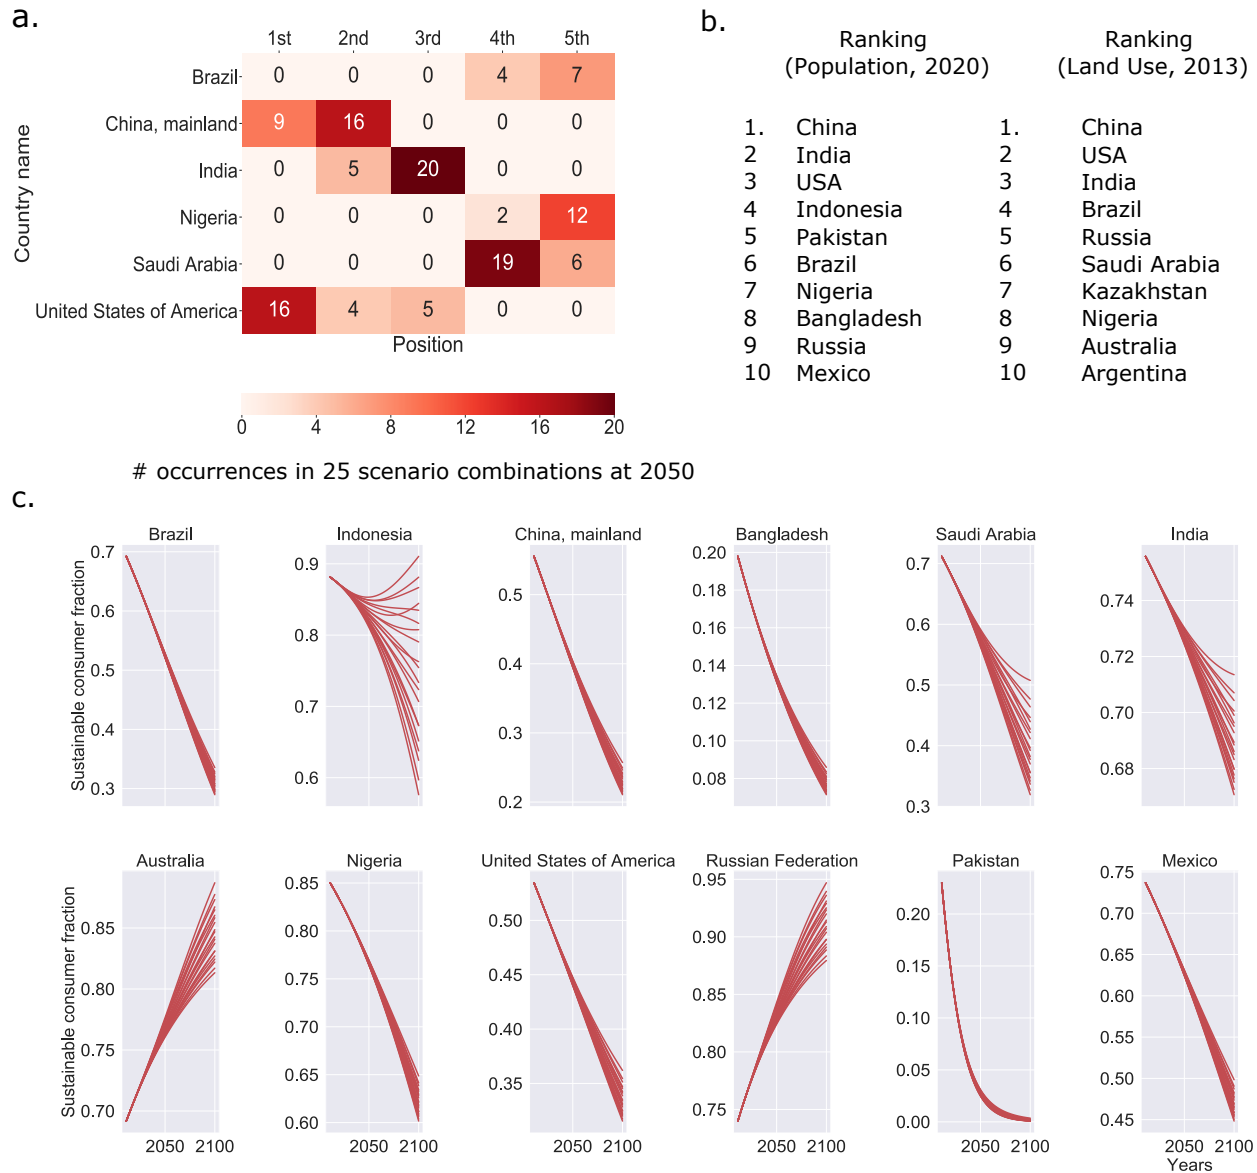 a.
1st 2nd 3rd 4th 5th
Country name
Brazil 0 0 0 4 7
China, mainland 9 16 0 0 0
India 0 5 20 0 0
Nigeria 0 0 0 2 12
Saudi Arabia 0 0 0 19 6
United States of America 16 4 5 0 0
Position
0 4 8 12 16 20
# occurrences in 25 scenario combinations at 2050
b.
Ranking
(Population, 2020)
1. China
2 India
3 USA
4 Indonesia
5 Pakistan
6 Brazil
7 Nigeria
8 Bangladesh
9 Russia
10 Mexico
Ranking
(Land Use, 2013)
1. China
2 USA
3 India
4 Brazil
5 Russia
6 Saudi Arabia
7 Kazakhstan
8 Nigeria
9 Australia
10 Argentina
c.
Sustainable consumer fraction
Brazil
0.7
0.6
0.5
0.4
0.3
Indonesia
0.9
0.8
0.7
0.6
China, mainland
0.5
0.4
0.3
0.2
Bangladesh
0.20
0.18
0.16
0.14
0.12
0.10
0.08
Saudi Arabia
0.7
0.6
0.5
0.4
0.3
India
0.74
0.72
0.70
0.68
Sustainable consumer fraction
Australia
0.85
0.80
0.75
0.70
2050 2100
Nigeria
0.85
0.80
0.75
0.70
0.65
0.60
2050 2100
United States of America
0.50
0.45
0.40
0.35
2050 2100
Russian Federation
0.95
0.90
0.85
0.80
0.75
2050 2100
Pakistan
0.20
0.15
0.10
0.05
0.00
2050 2100
Mexico
0.75
0.70
0.65
0.60
0.55
0.50
0.45
2050 2100
Years